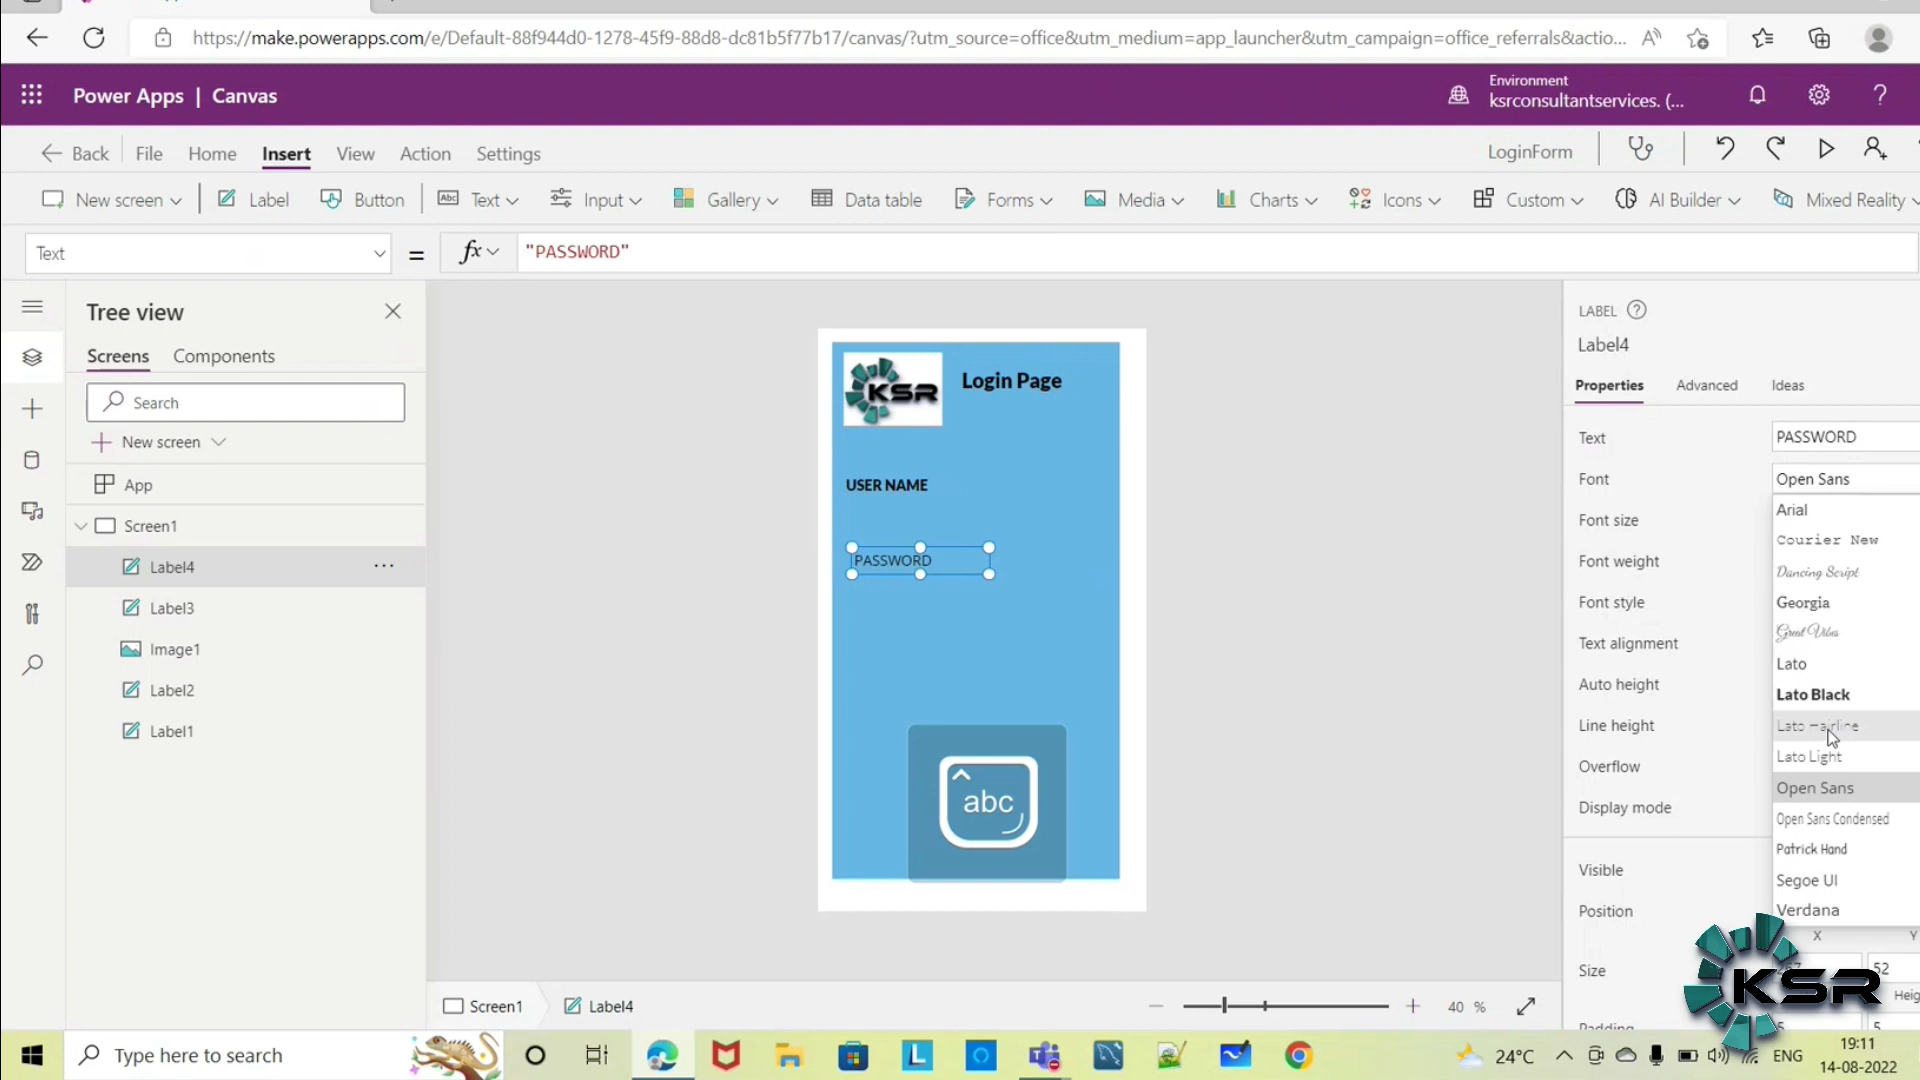 https://make.powerapps.com/e/Default-88f944d0-1278-45f9-88d8-dc81b5f77b17/canvas/?utm_source=office&utm_medium=app_launcher&utm_campaign=office_referrals&actio...
Power Apps | Canvas
Environment
ksrconsultantservices. (...
Back File Home Insert View Action Settings
LoginForm
New screen Label Button Text Input Gallery Data table Forms Media Charts Icons Custom AI Builder Mixed Reality
Text = fx "PASSWORD"
Tree view
Screens Components
Search
New screen
App
Screen1
Label4 ...
Label3
Image1
Label2
Label1
KSR
Login Page
USER NAME
PASSWORD
abc
LABEL
Label4
Properties Advanced Ideas
Text PASSWORD
Font Open Sans
Font size
Font weight
Font style
Text alignment
Auto height
Line height
Overflow
Display mode
Visible
Position
Size
Arial
Courier New
Dancing Script
Georgia
Great Vibes
Lato
Lato Black
Lato Hairline
Lato Light
Open Sans
Open Sans Condensed
Patrick Hand
Segoe UI
Verdana
X Y
52
KSR
5 5
Screen1 Label4
40 %
Type here to search
24°C
ENG
19:11
14-08-2022